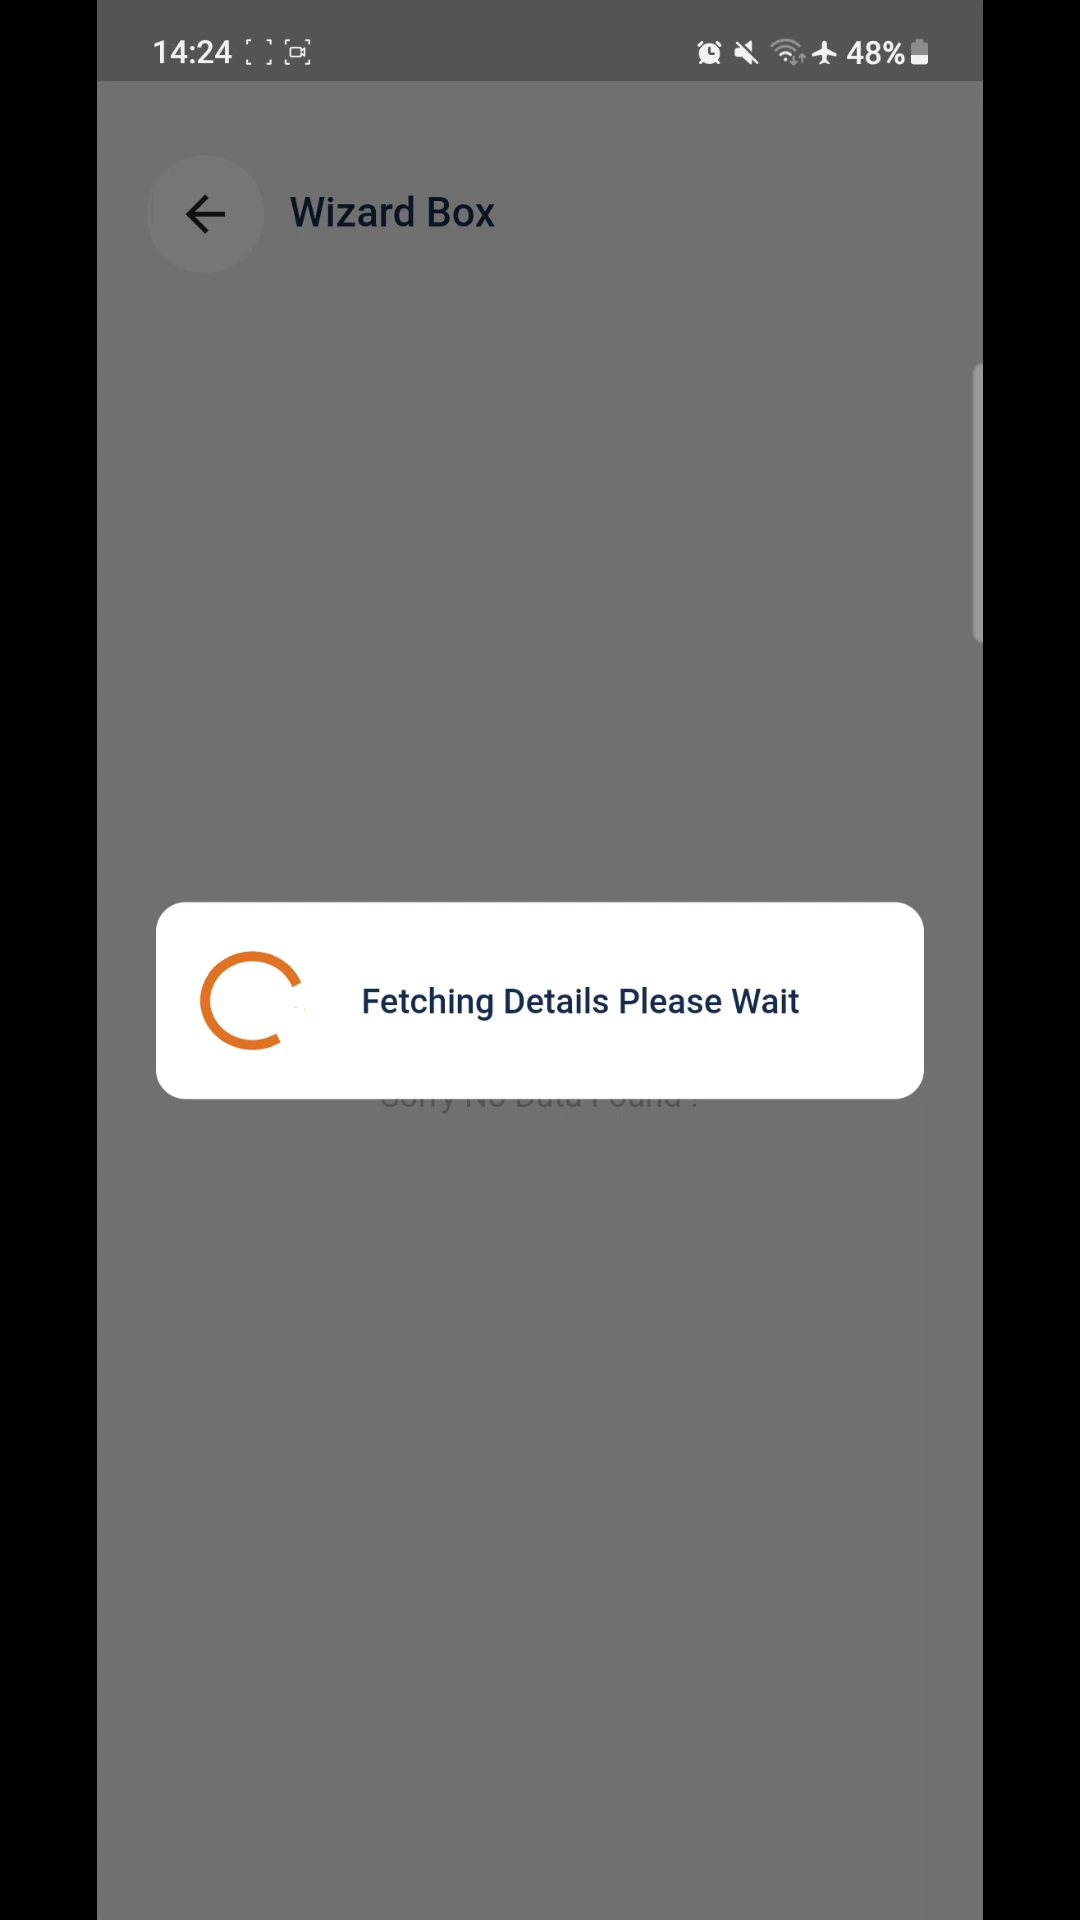 14:24
48%
Wizard Box
Fetching Details Please Wait
Sorry No Data Found !